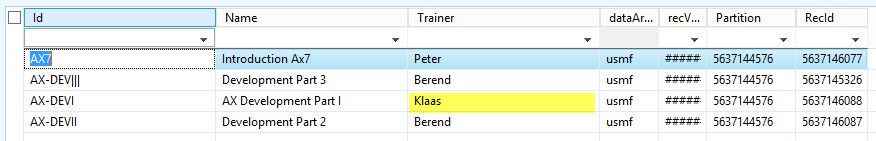 Id Name Trainer dataAr... recV... Partition RecId
AX7 Introduction Ax7 Peter usmf ##### 5637144576 5637146077
AX-DEV||| Development Part 3 Berend usmf ##### 5637144576 5637145326
AX-DEVI AX Development Part I Klaas usmf ##### 5637144576 5637146088
AX-DEVII Development Part 2 Berend usmf ##### 5637144576 5637146087